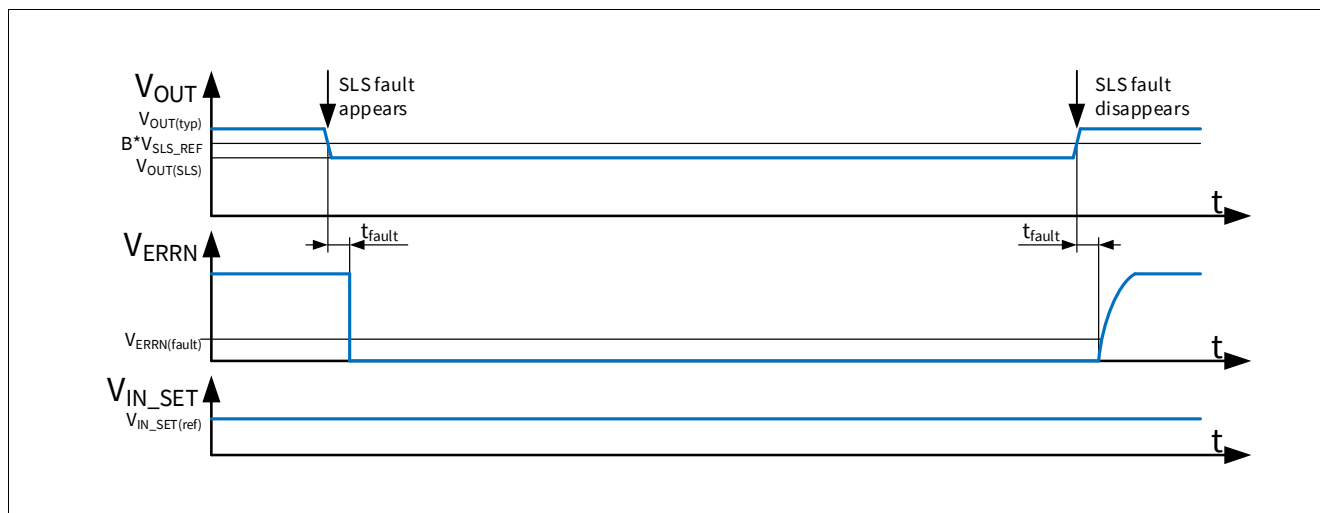 SLS fault
appears
SLS fault
disappears
VOUT
VOUT(typ)
B*VSLS_REF
VOUT(SLS)
t
tfault
tfault
VERRN
VERRN(fault)
t
VIN_SET
VIN_SET(ref)
t